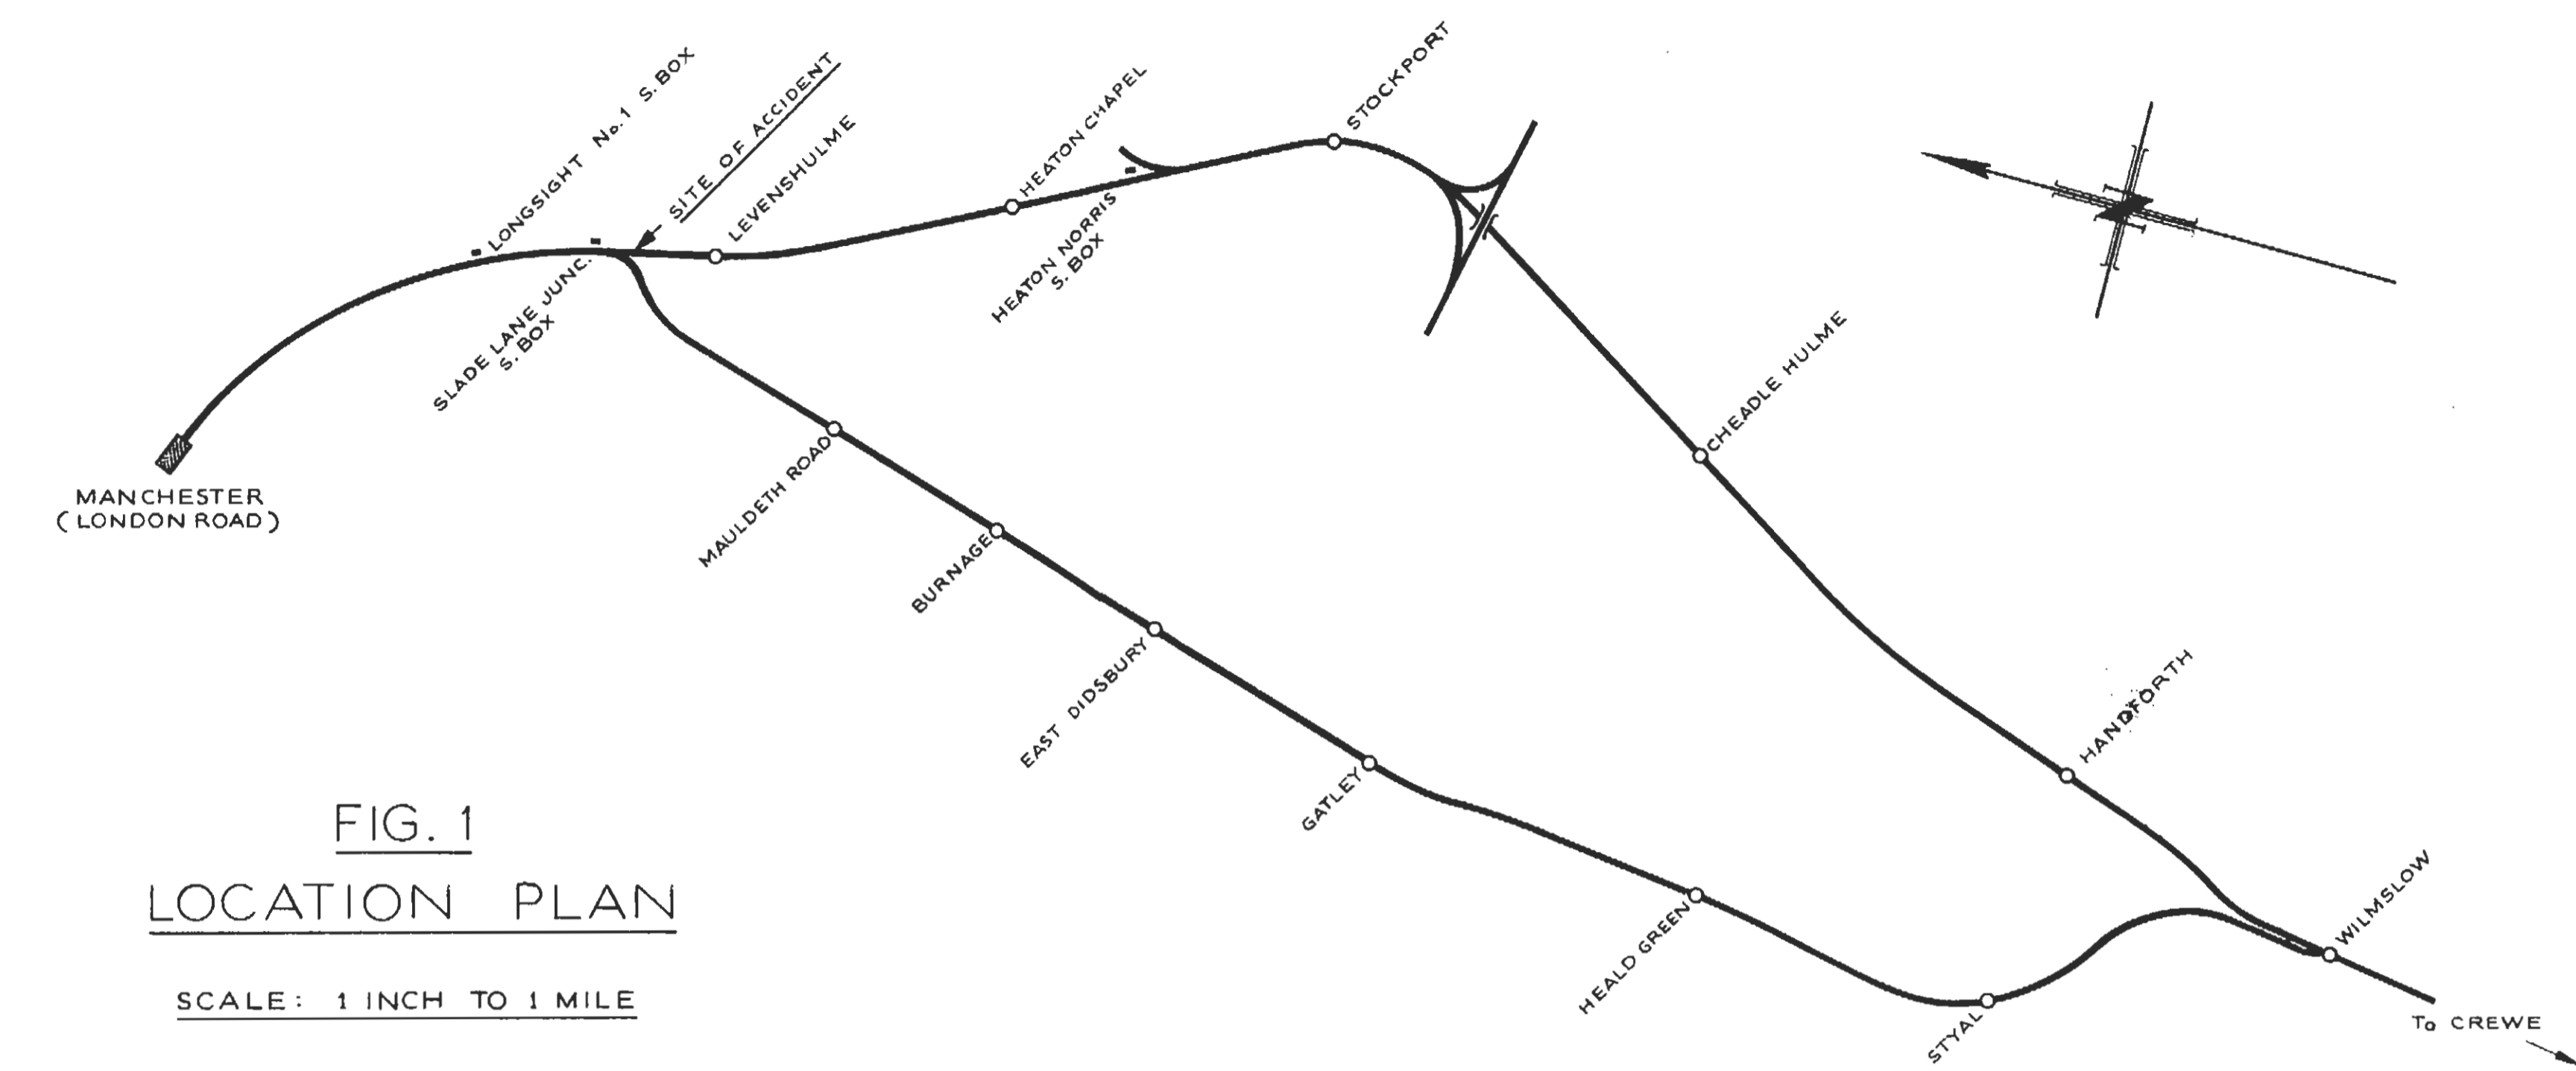 LONGSIGHT No. 1 S. BOX
SITE OF ACCIDENT
LEVENSHULME
HEATON CHAPEL
STOCKPORT
HEATON NORRIS
S. BOX
SLADE LANE JUNC.
S. BOX
CHEADLE HULME
MANCHESTER
(LONDON ROAD)
MAULDETH ROAD
BURNAGE
EAST DIDSBURY
GATLEY
HANDFORTH
HEALD GREEN
STYAL
WILMSLOW
To CREWE
FIG. 1
LOCATION PLAN
SCALE: 1 INCH TO 1 MILE